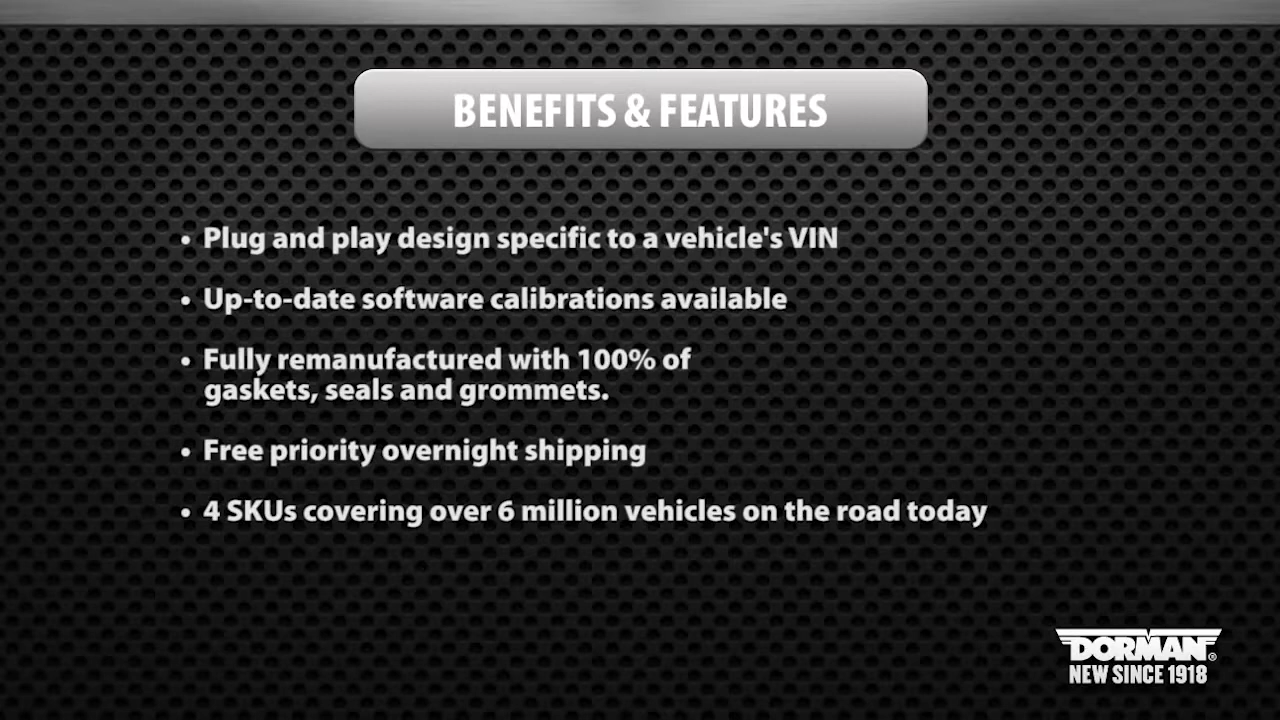 BENEFITS & FEATURES
• Plug and play design specific to a vehicle's VIN
• Up-to-date software calibrations available
• Fully remanufactured with 100% of
gaskets, seals and grommets.
• Free priority overnight shipping
• 4 SKUs covering over 6 million vehicles on the road today
DORMAN®
NEW SINCE 1918